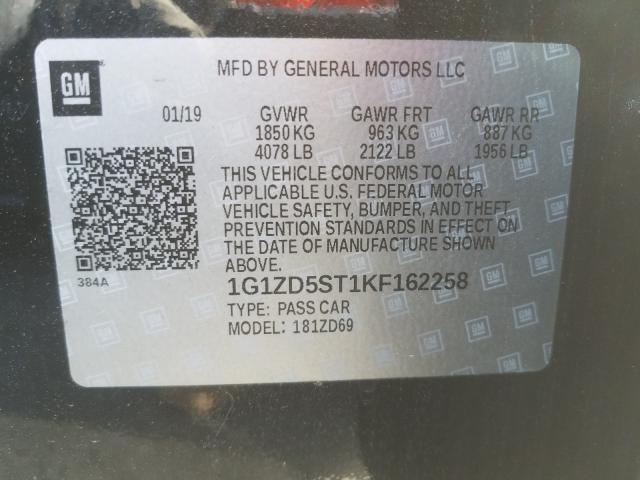 GM
MFD BY GENERAL MOTORS LLC
01/19 GVWR GAWR FRT GAWR RR
1850 KG 963 KG 887 KG
4078 LB 2122 LB 1956 LB
THIS VEHICLE CONFORMS TO ALL
APPLICABLE U.S. FEDERAL MOTOR
VEHICLE SAFETY, BUMPER, AND THEFT
PREVENTION STANDARDS IN EFFECT ON
THE DATE OF MANUFACTURE SHOWN
ABOVE.
384A
1G1ZD5ST1KF162258
TYPE: PASS CAR
MODEL: 181ZD69